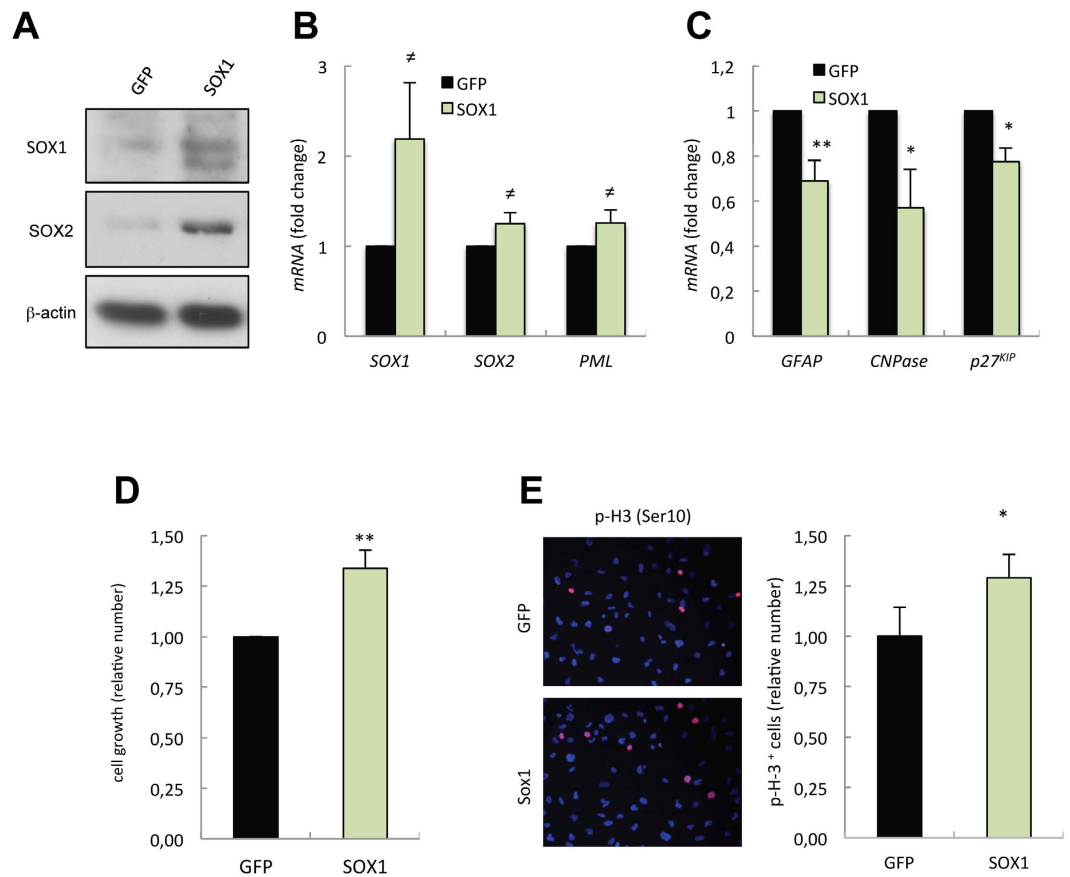 A
GFP
SOX1
SOX1
SOX2
β-actin
B
mRNA (fold change)
3
2
1
0
≠
≠
≠
GFP
SOX1
SOX1
SOX2
PML
C
mRNA (fold change)
1,2
1
0,8
0,6
0,4
0,2
0
GFP
SOX1
**
*
*
GFAP
CNPase
p27KIP
D
cell growth (relative number)
1,50
1,25
1,00
0,75
0,50
0,25
0,00
**
GFP
SOX1
E
p-H3 (Ser10)
GFP
Sox1
p-H-3 + cells (relative number)
1,50
1,25
1,00
0,75
0,50
0,25
0,00
*
GFP
SOX1